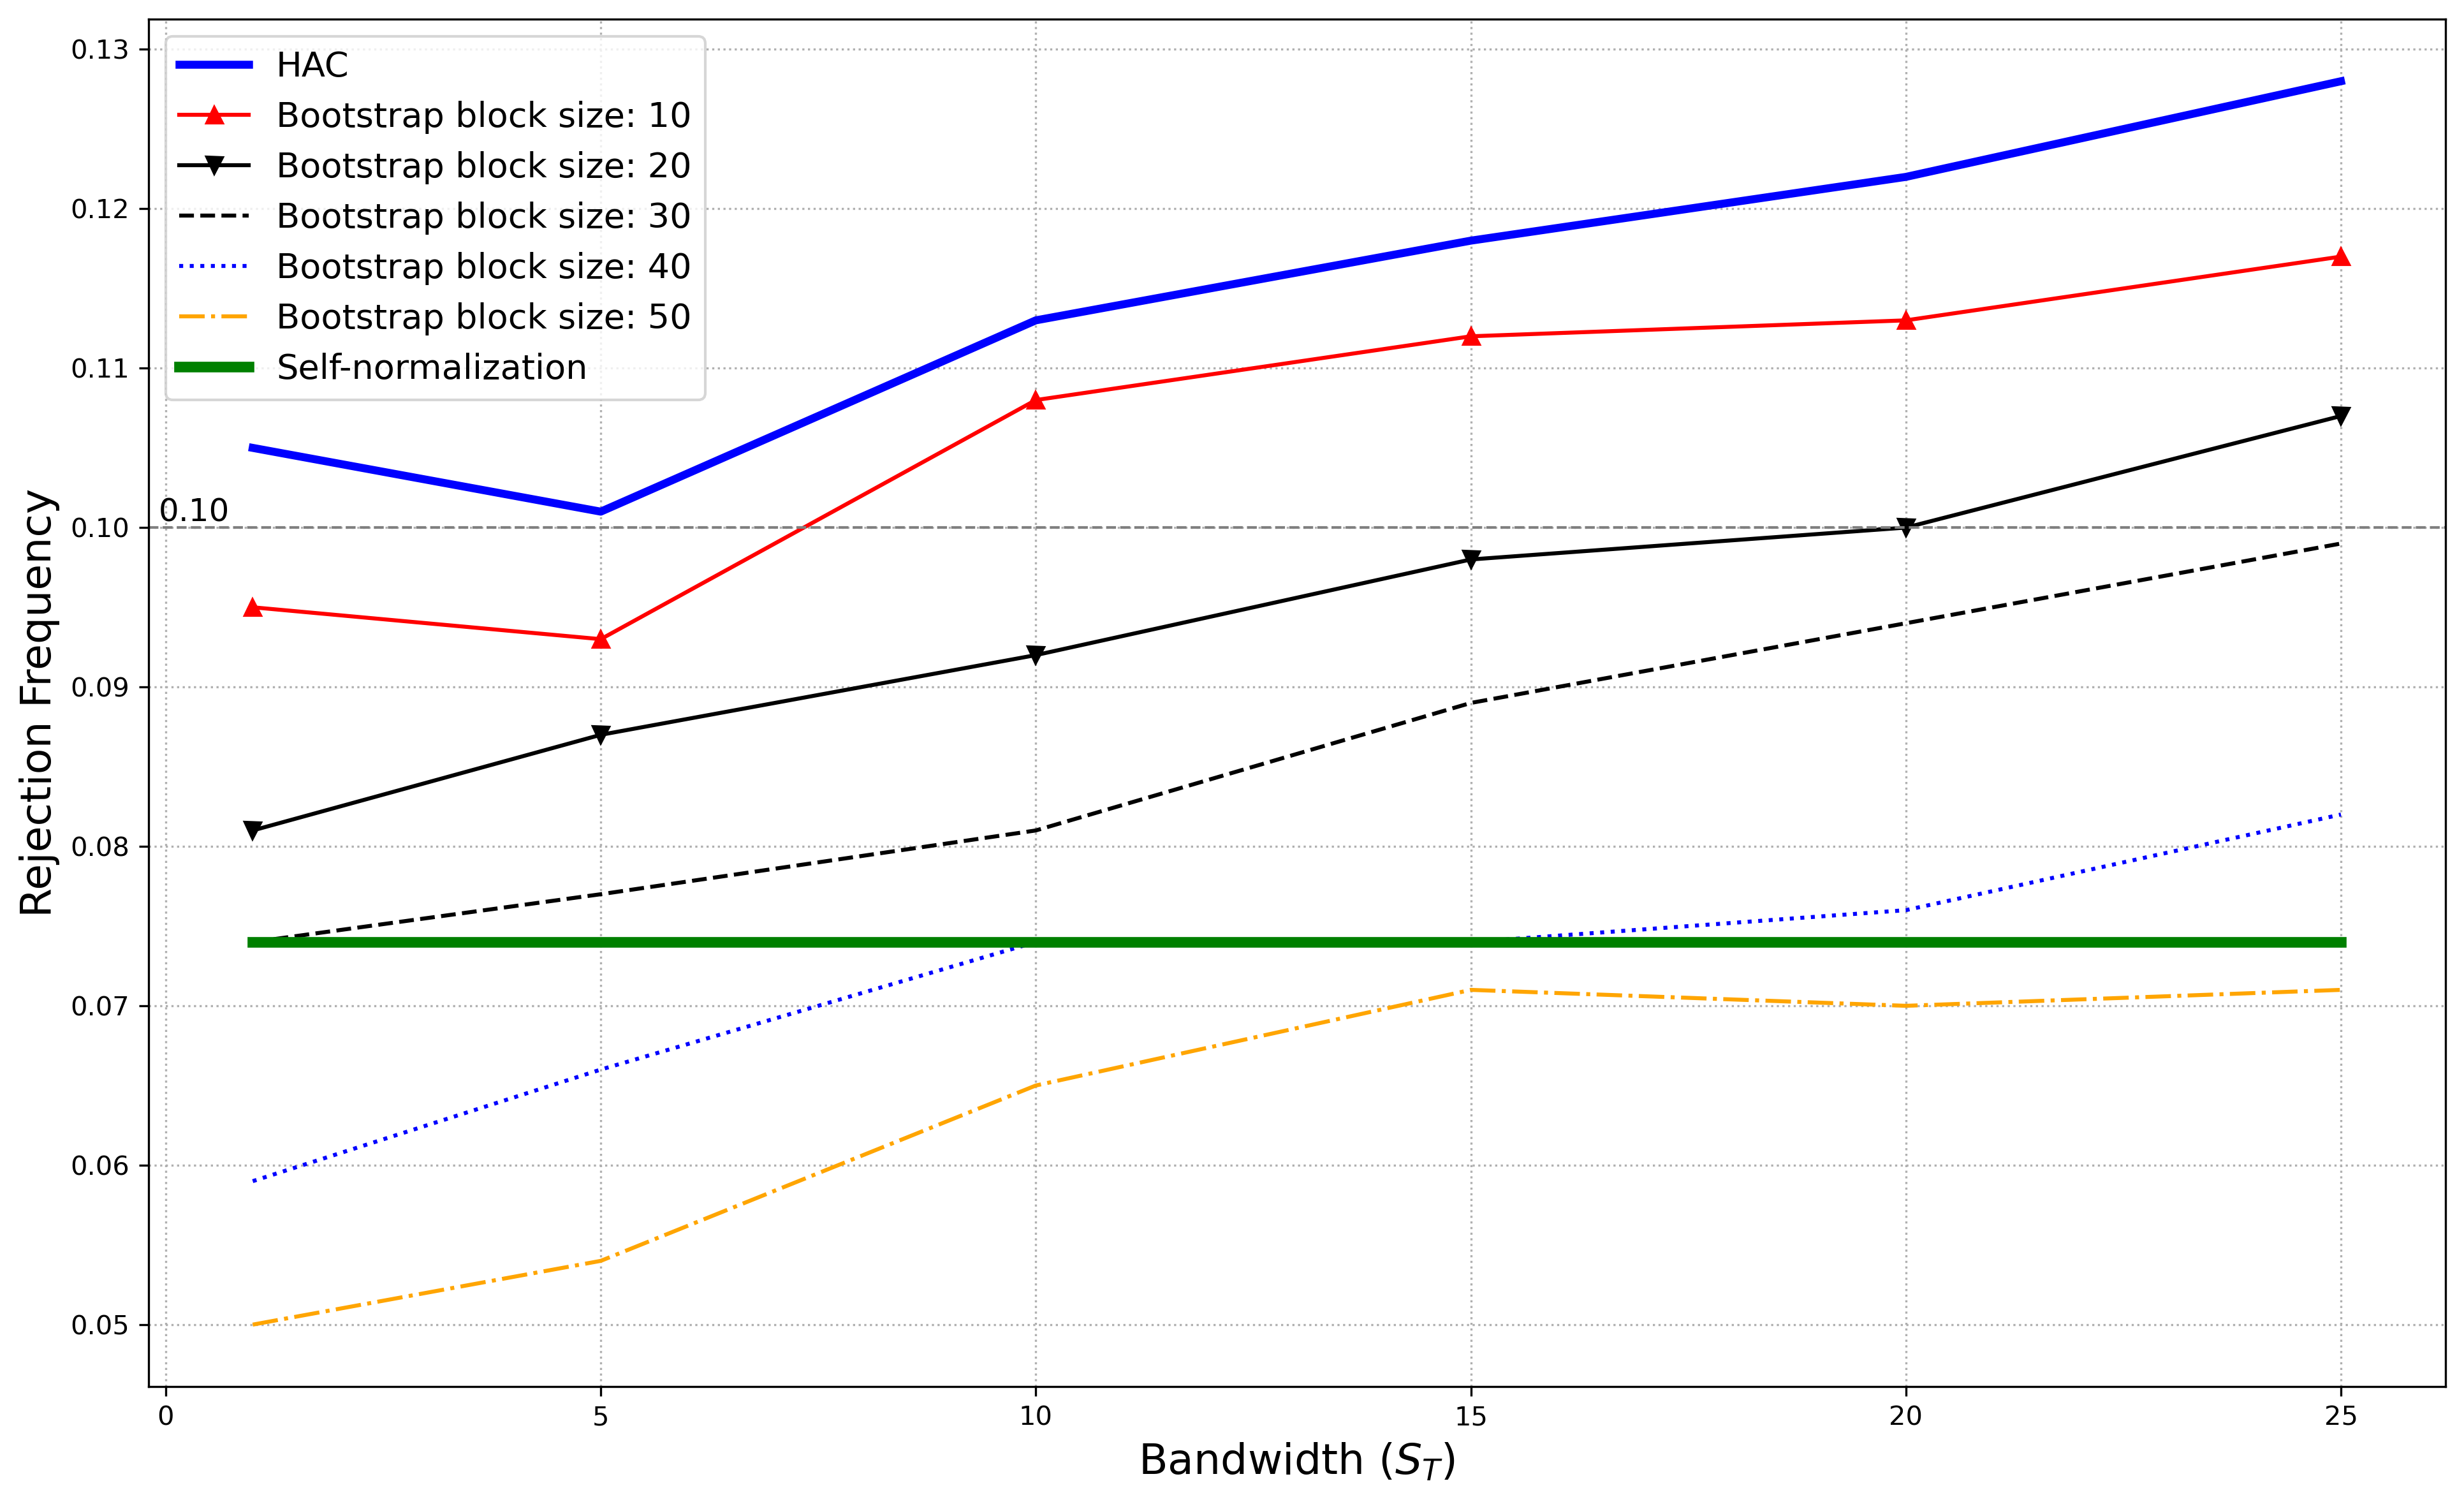 HAC
Bootstrap block size: 10
Bootstrap block size: 20
Bootstrap block size: 30
Bootstrap block size: 40
Bootstrap block size: 50
Self-normalization
0.13
0.12
0.11
0.10
0.09
0.08
0.07
0.06
0.05
0.10
Rejection Frequency
0 5 10 15 20 25
Bandwidth (S_T)